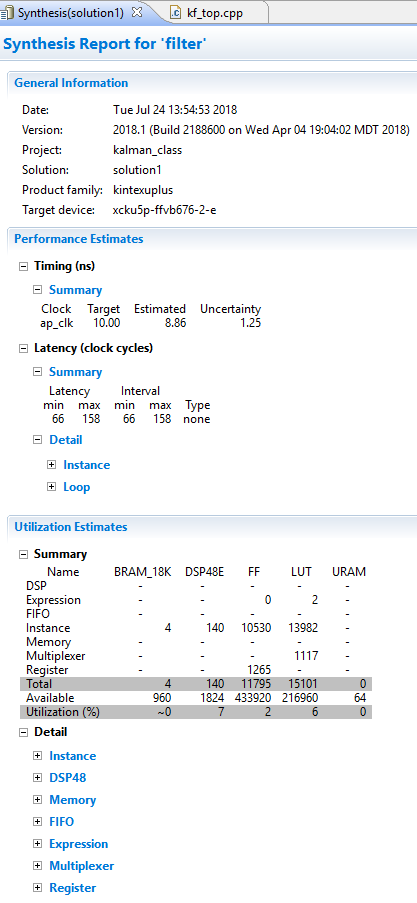 Synthesis(solution1) kf_top.cpp
Synthesis Report for 'filter'
General Information
Date: Tue Jul 24 13:54:53 2018
Version: 2018.1 (Build 2188600 on Wed Apr 04 19:04:02 MDT 2018)
Project: kalman_class
Solution: solution1
Product family: kintexuplus
Target device: xcku5p-ffvb676-2-e
Performance Estimates
Timing (ns)
Summary
Clock Target Estimated Uncertainty
ap_clk 10.00 8.86 1.25
Latency (clock cycles)
Summary
Latency Interval
min max min max Type
66 158 66 158 none
Detail
Instance
Loop
Utilization Estimates
Summary
Name BRAM_18K DSP48E FF LUT URAM
DSP - - - - -
Expression - - 0 2 -
FIFO - - - - -
Instance 4 140 10530 13982 -
Memory - - - - -
Multiplexer - - - 1117 -
Register - - 1265 - -
Total 4 140 11795 15101 0
Available 960 1824 433920 216960 64
Utilization (%) ~0 7 2 6 0
Detail
Instance
DSP48
Memory
FIFO
Expression
Multiplexer
Register